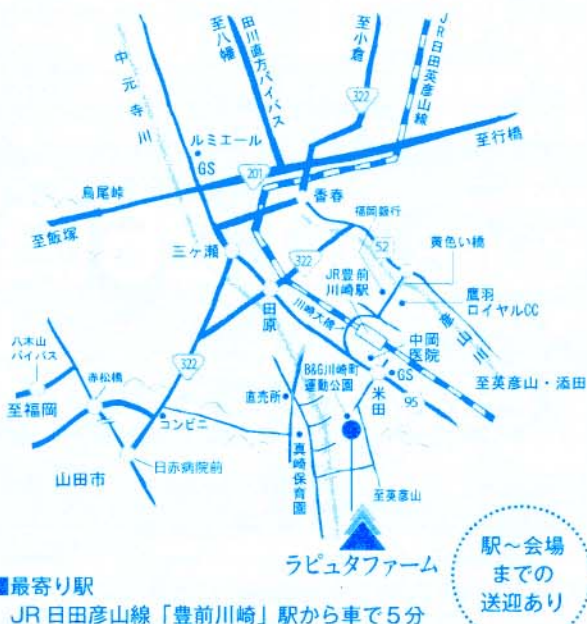 至八幡
田川直方バイパス
至小倉
JR日田英彦山線
中元寺川
322
ルミエール
GS
至行橋
201
烏尾峠
香春
至飯塚
福岡銀行
三ヶ瀬
52
黄色い橋
322
JR豊前
川崎駅
田原
川崎大橋
鷹羽
ロイヤルCC
中岡
医院
彦山川
八木山
バイパス
322
B&G川崎町
運動公園
GS
至英彦山・添田
赤松橋
直売所
米田
95
至福岡
コンビニ
真崎保育園
日赤病院前
山田市
至英彦山
ラピュタファーム
駅〜会場
までの
送迎あり
■最寄り駅
JR日田彦山線「豊前川崎」駅から車で5分